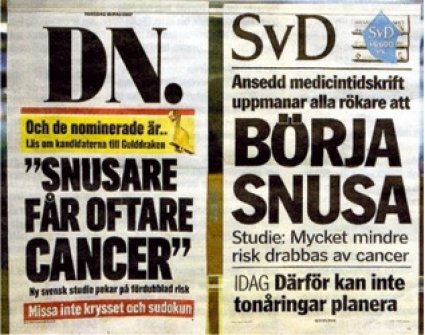 DN.
Och de nominerade är..
Läs om kandidaterna till Gulddraken
"SNUSARE
FÅR OFTARE
CANCER"
Ny svensk studie pekar på fördubblad risk
Missa inte krysset och sudokun
SvD
SvD
Ansedd medicintidskrift
uppmanar alla rökare att
BÖRJA
SNUSA
Studie: Mycket mindre
risk drabbas av cancer
IDAG Därför kan inte
tonåringar planera